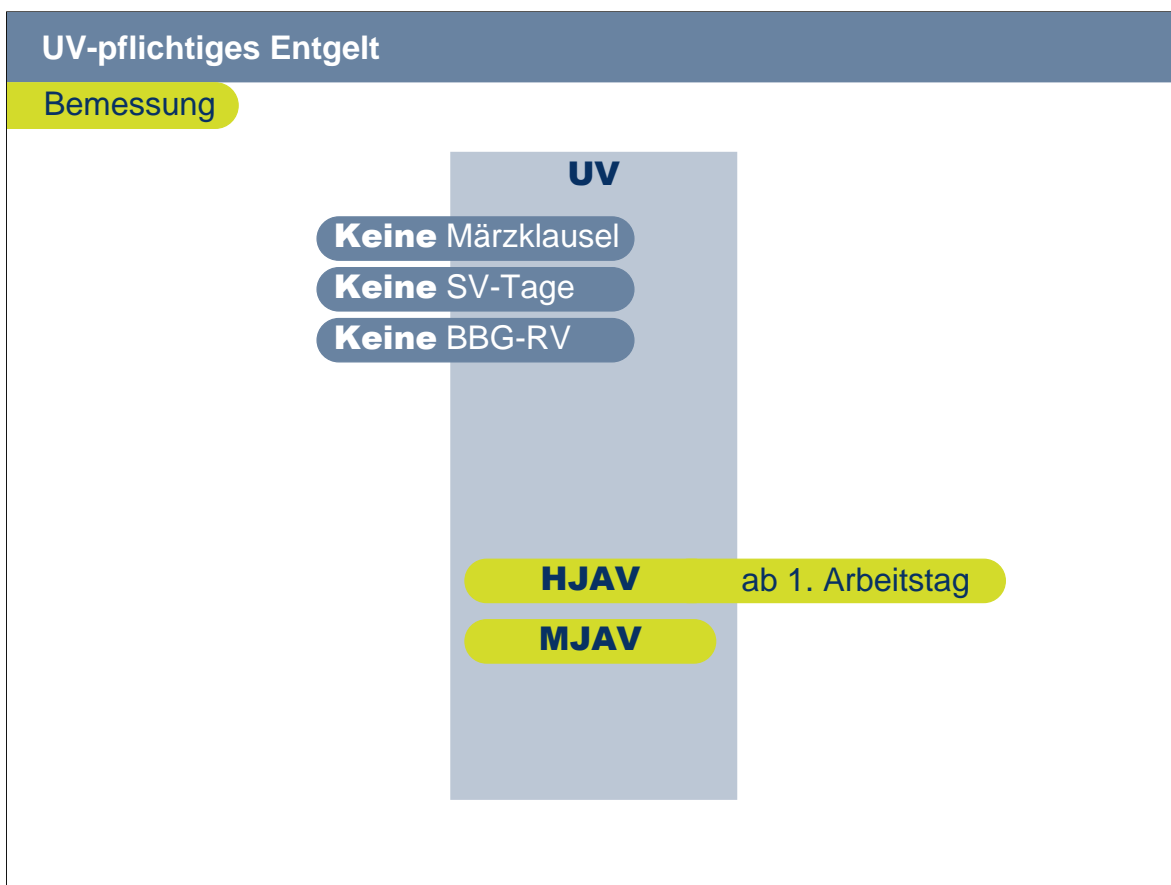 UV-pflichtiges Entgelt
Bemessung
UV
Keine Märzklausel
Keine SV-Tage
Keine BBG-RV
HJAV ab 1. Arbeitstag
MJAV